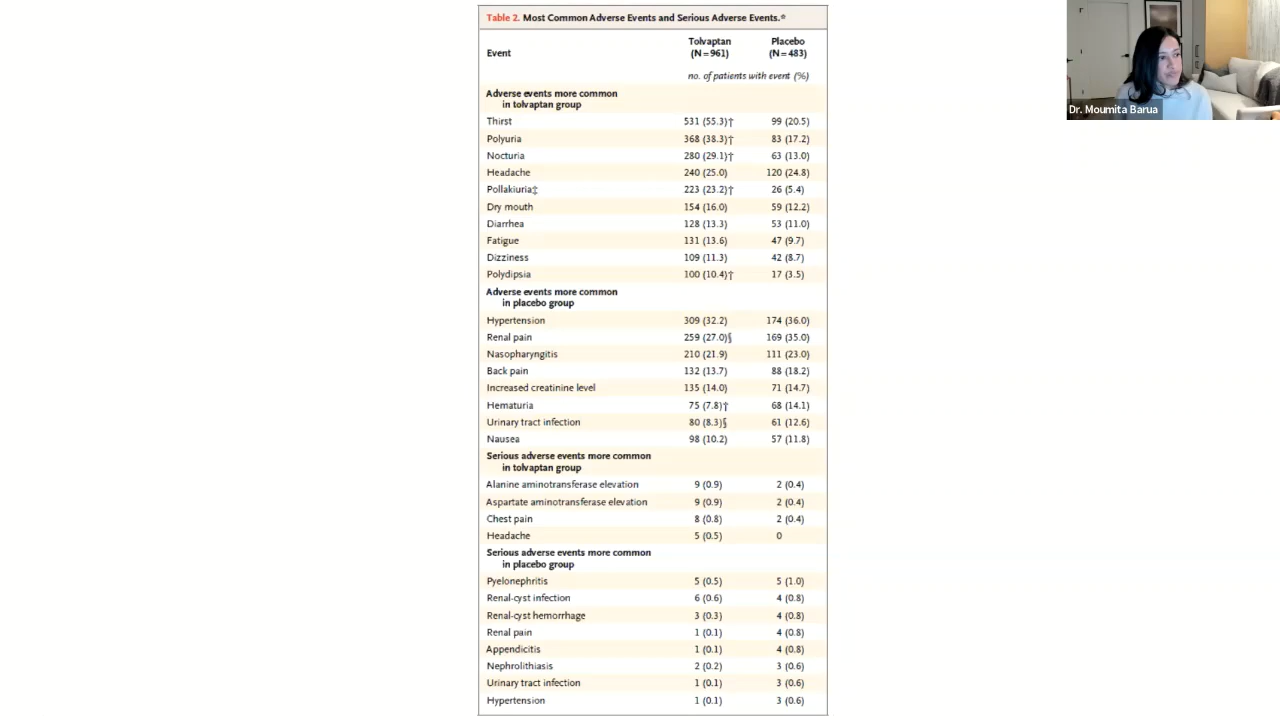 Table 2. Most Common Adverse Events and Serious Adverse Events.*
Event Tolvaptan (N=961) Placebo (N=483)
no. of patients with event (%)
Adverse events more common
in tolvaptan group
Thirst 531 (55.3)† 99 (20.5)
Polyuria 368 (38.3)† 83 (17.2)
Nocturia 280 (29.1)† 63 (13.0)
Headache 240 (25.0) 120 (24.8)
Pollakiuria‡ 223 (23.2)† 26 (5.4)
Dry mouth 154 (16.0) 59 (12.2)
Diarrhea 128 (13.3) 53 (11.0)
Fatigue 131 (13.6) 47 (9.7)
Dizziness 109 (11.3) 42 (8.7)
Polydipsia 100 (10.4)† 17 (3.5)
Adverse events more common
in placebo group
Hypertension 309 (32.2) 174 (36.0)
Renal pain 259 (27.0)§ 169 (35.0)
Nasopharyngitis 210 (21.9) 111 (23.0)
Back pain 132 (13.7) 88 (18.2)
Increased creatinine level 135 (14.0) 71 (14.7)
Hematuria 75 (7.8)† 68 (14.1)
Urinary tract infection 80 (8.3)§ 61 (12.6)
Nausea 98 (10.2) 57 (11.8)
Serious adverse events more common
in tolvaptan group
Alanine aminotransferase elevation 9 (0.9) 2 (0.4)
Aspartate aminotransferase elevation 9 (0.9) 2 (0.4)
Chest pain 8 (0.8) 2 (0.4)
Headache 5 (0.5) 0
Serious adverse events more common
in placebo group
Pyelonephritis 5 (0.5) 5 (1.0)
Renal-cyst infection 6 (0.6) 4 (0.8)
Renal-cyst hemorrhage 3 (0.3) 4 (0.8)
Renal pain 1 (0.1) 4 (0.8)
Appendicitis 1 (0.1) 4 (0.8)
Nephrolithiasis 2 (0.2) 3 (0.6)
Urinary tract infection 1 (0.1) 3 (0.6)
Hypertension 1 (0.1) 3 (0.6)
Dr. Moumita Barua